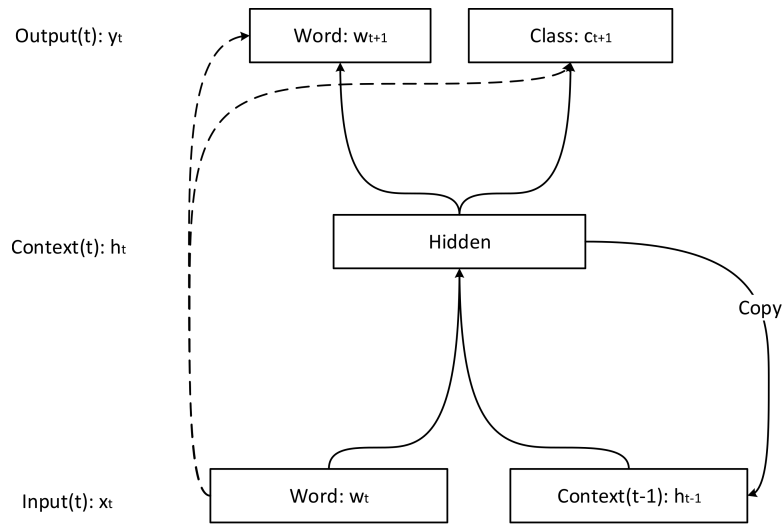 Output(t): yt
Word: wt+1
Class: ct+1
Context(t): ht
Hidden
Copy
Input(t): xt
Word: wt
Context(t-1): ht-1